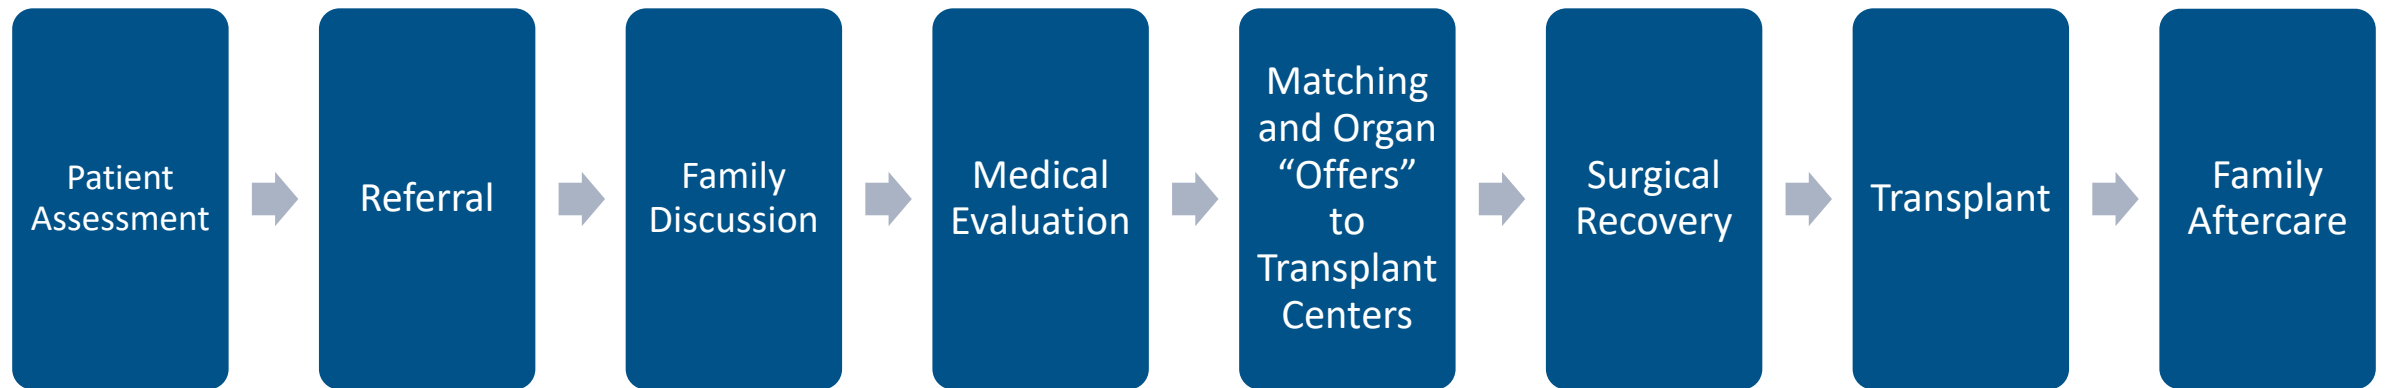 Patient
Assessment
Referral
Family
Discussion
Medical
Evaluation
Matching
and Organ
“Offers”
to
Transplant
Centers
Surgical
Recovery
Transplant
Family
Aftercare